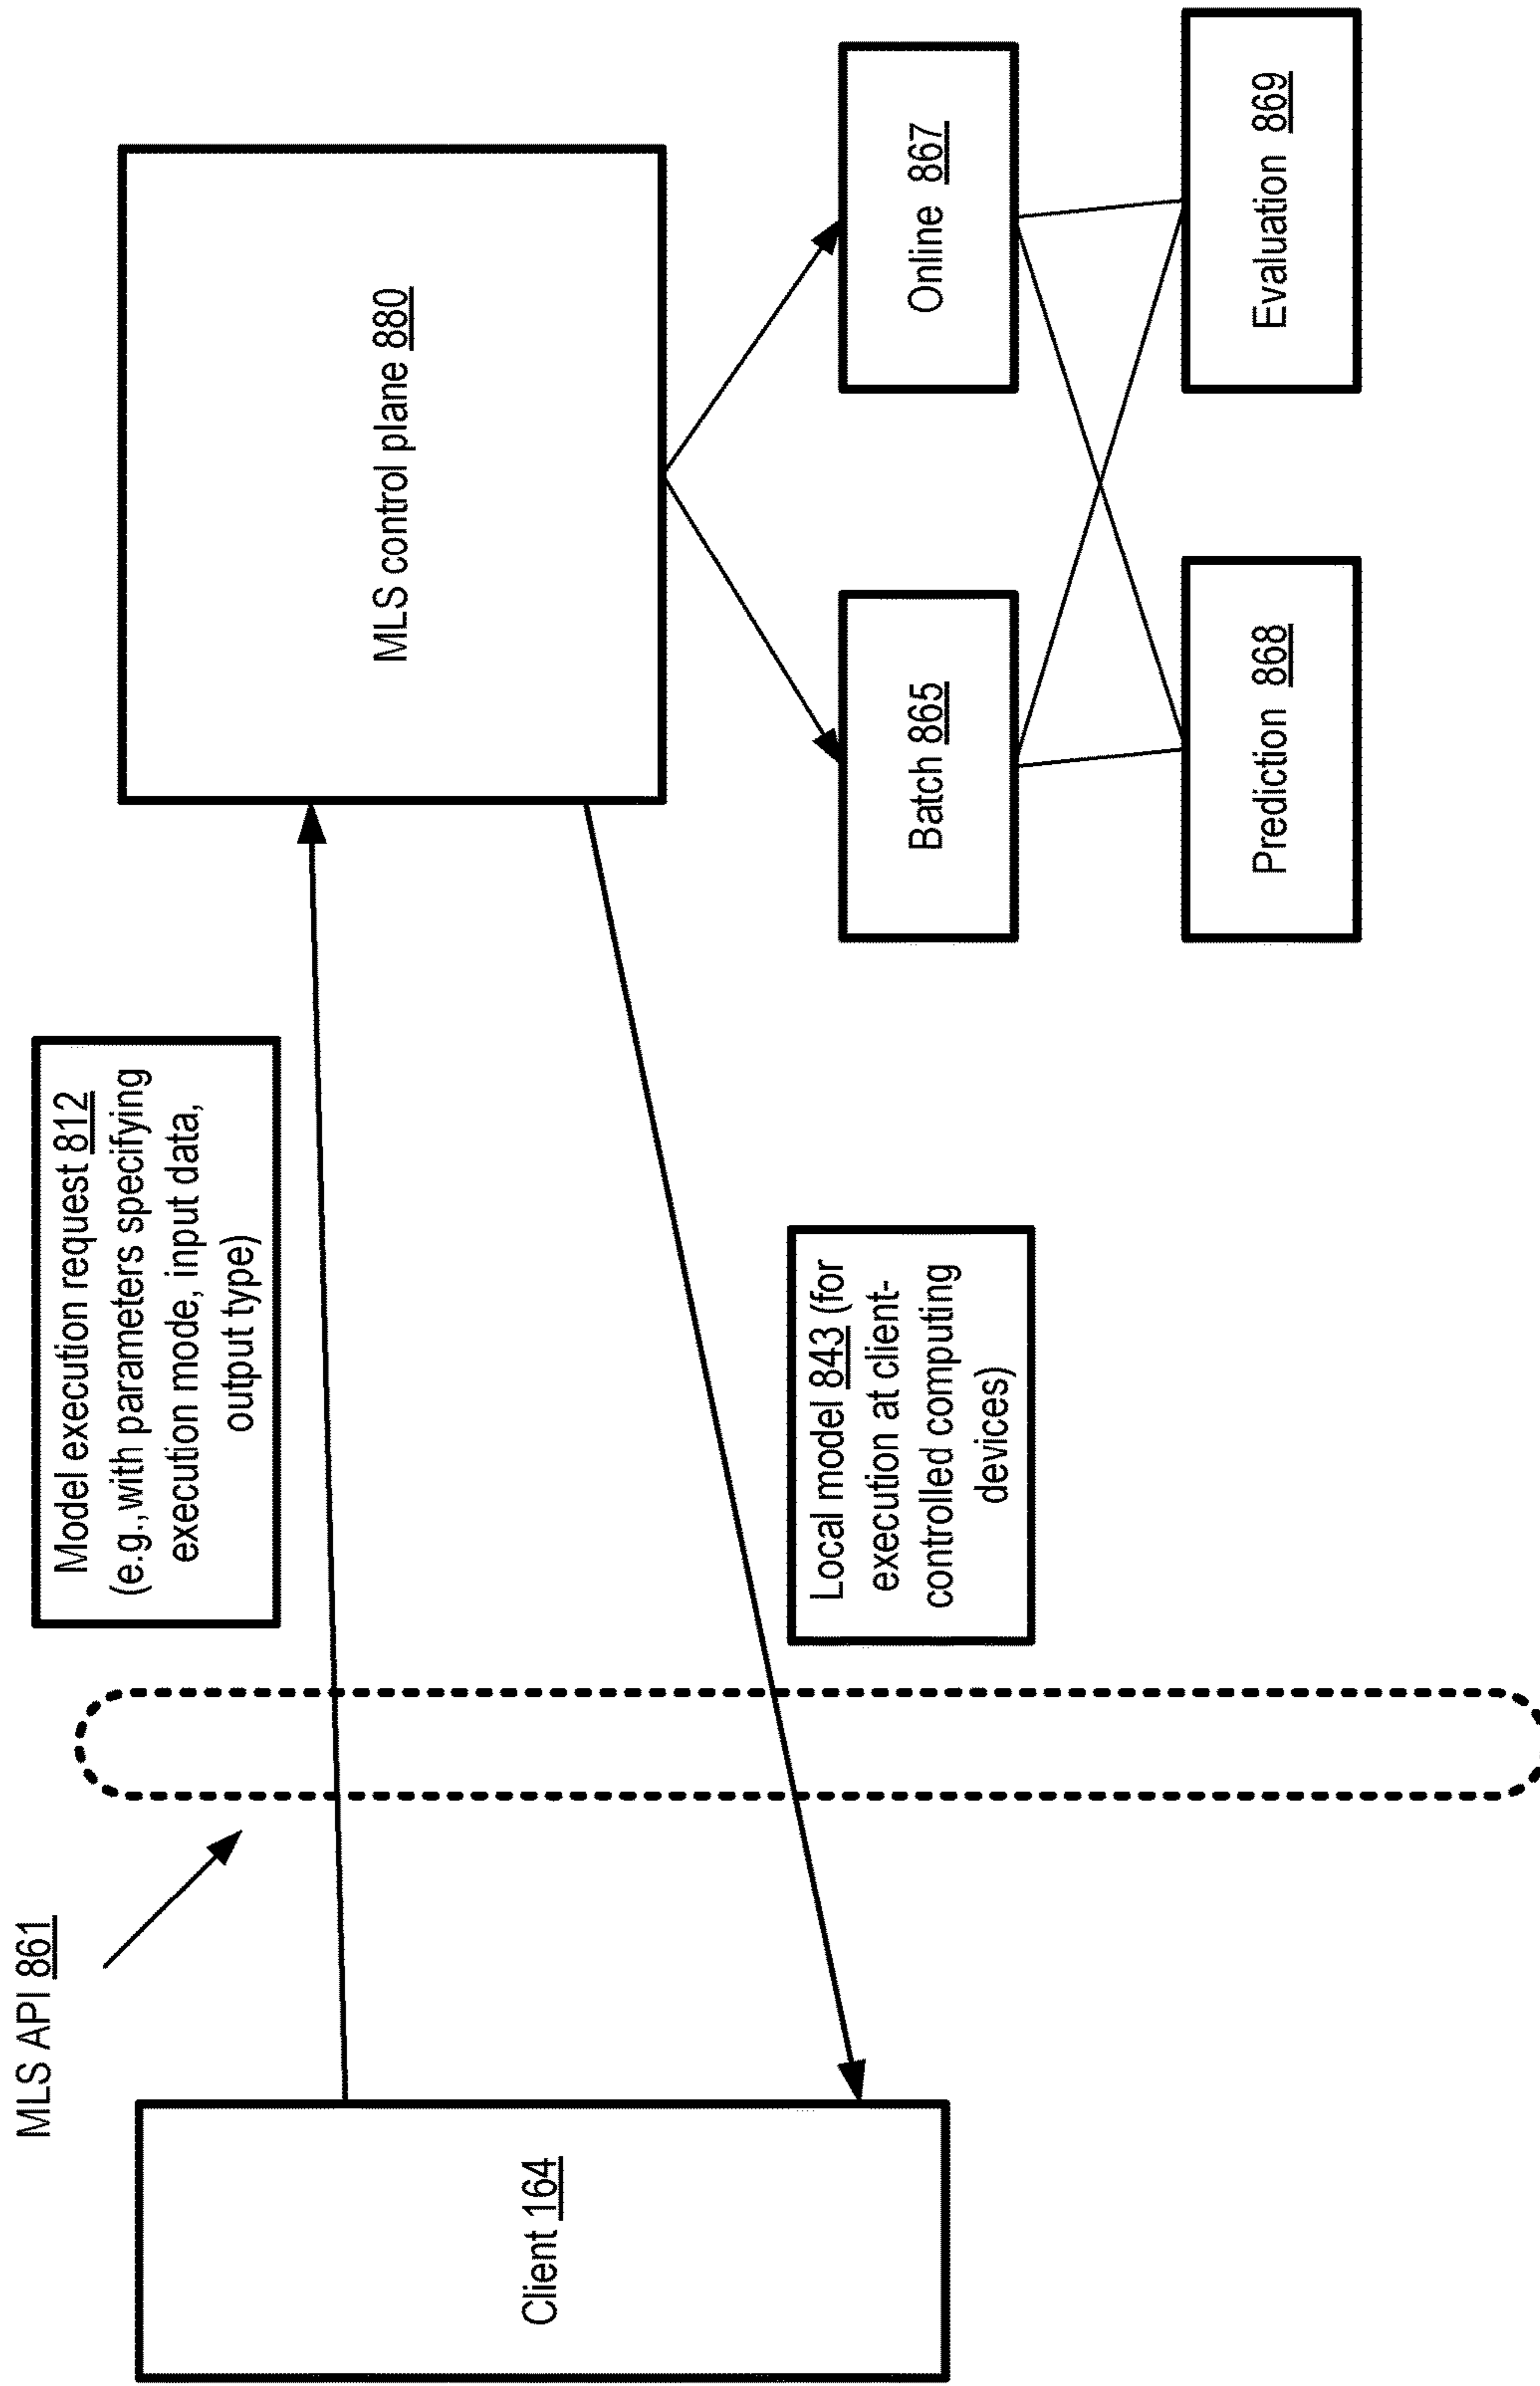 MLS API 861
Model execution request 812
(e.g.,with parameters specifying
execution mode, input data,
output type)
Client 164
MLS control plane 880
Local model 843 (for
execution at client-
controlled computing
devices)
Batch 865
Online 867
Prediction 868
Evaluation 869